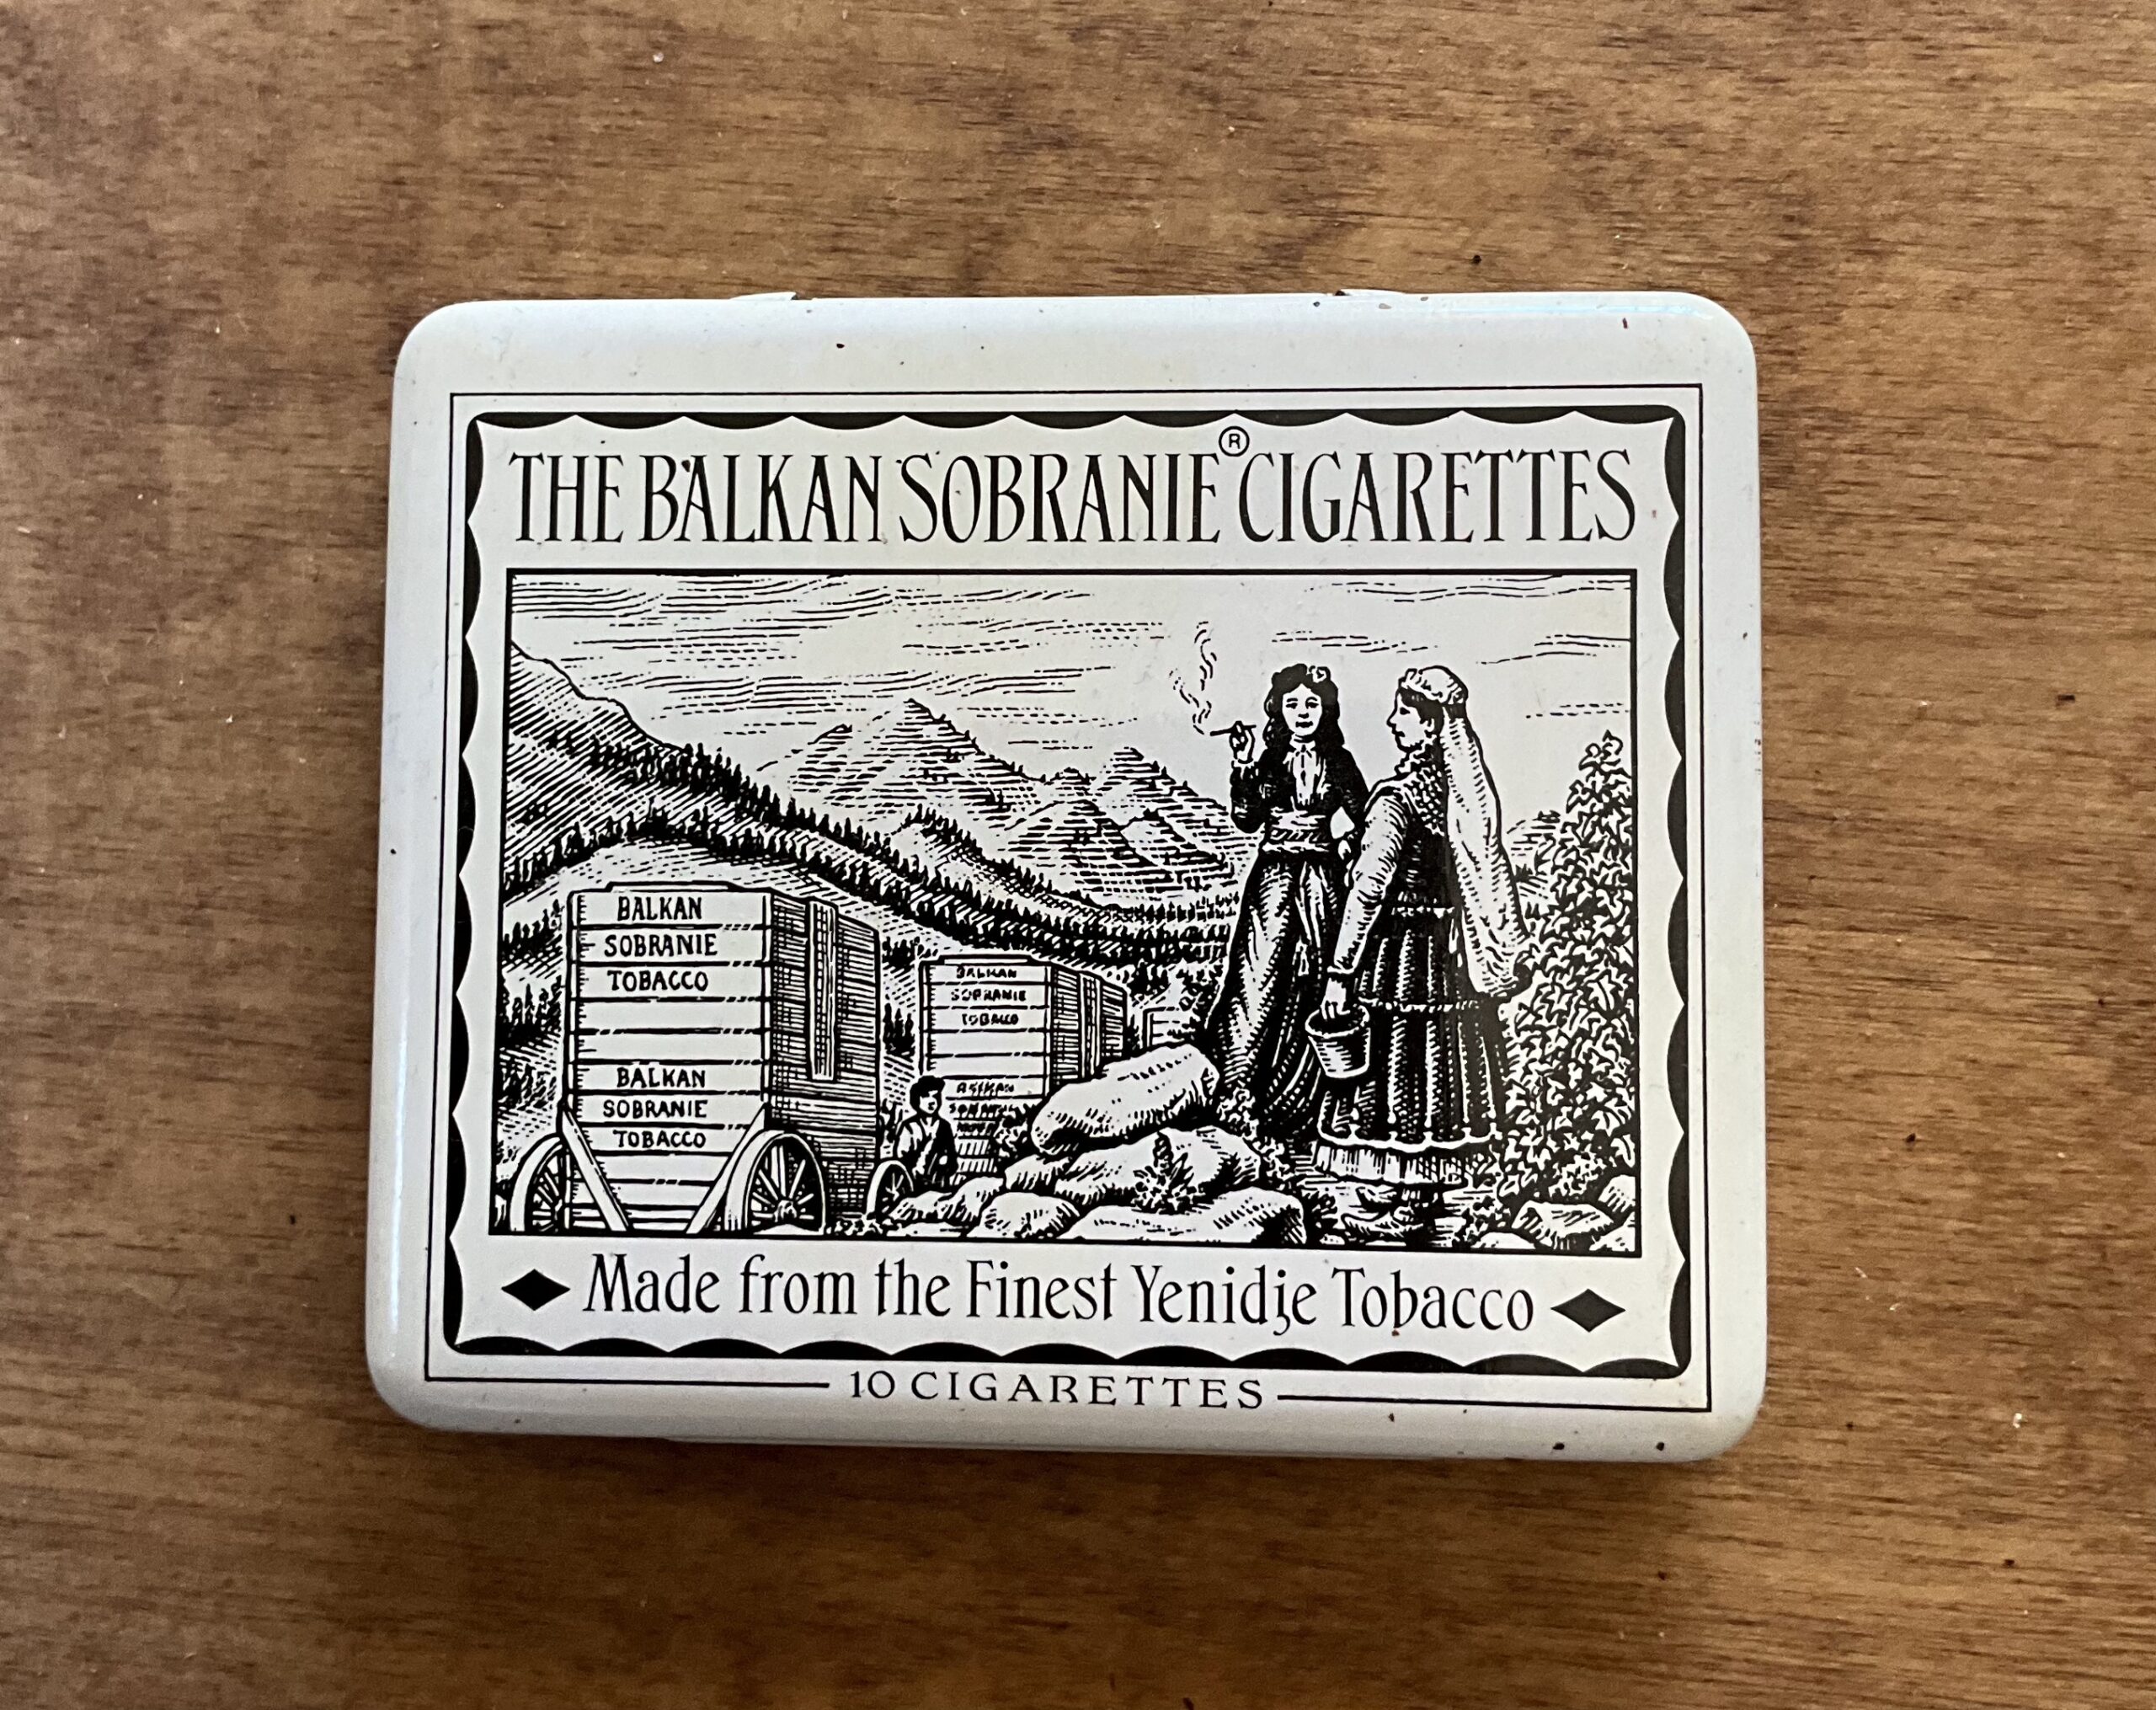 THE BALKAN SOBRANIE® CIGARETTES
BALKAN
SOBRANIE
TOBACCO
BALKAN
SOBRANIE
TOBACCO
BALKAN
SOBRANIE
TOBACCO
BALKAN
Made from the Finest Yenidje Tobacco
10 CIGARETTES